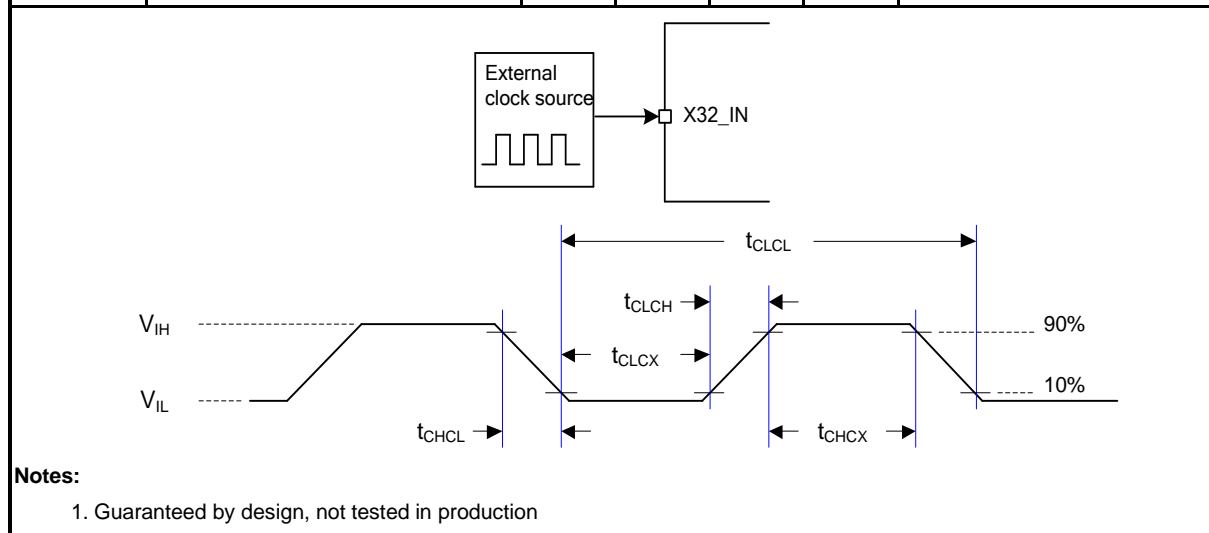 External
clock source
X32_IN
tCLCL
tCLCH
VIH
90%
tCLCX
VIL
10%
tCHCL
tCHCX
Notes:
1. Guaranteed by design, not tested in production